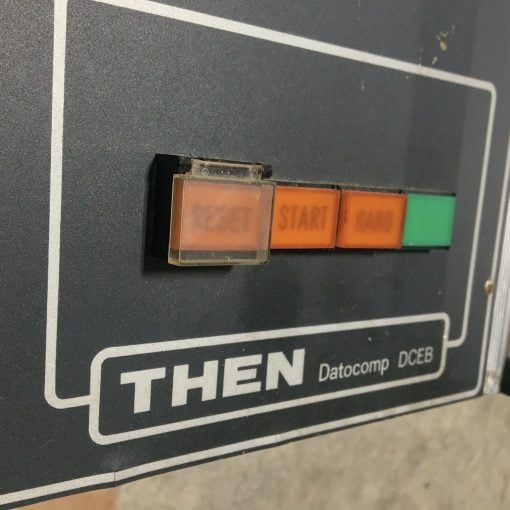 RESET START HAND
THEN Datocomp DCEB